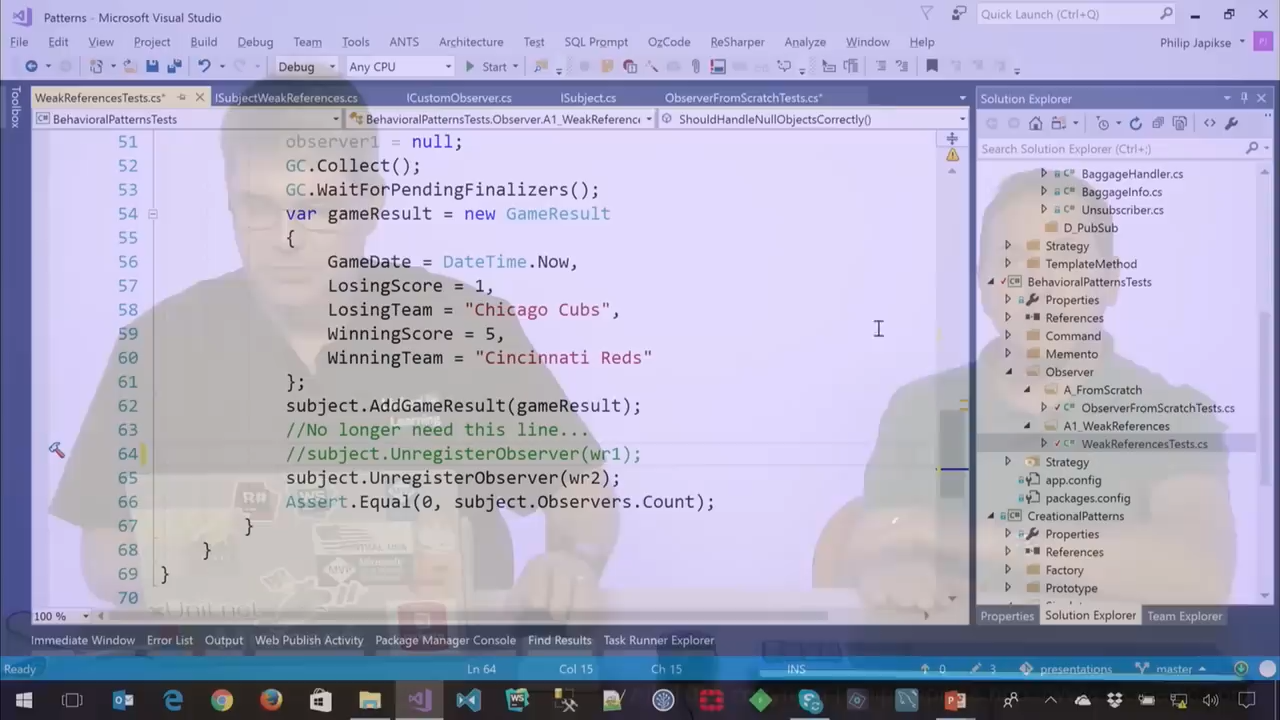 Patterns - Microsoft Visual Studio
Quick Launch (Ctrl+Q)
File Edit View Project Build Debug Team Tools ANTS Architecture Test SQL Prompt OzCode ReSharper Analyze Window Help
Philip Japikse PJ
Debug Any CPU Start
Toolbox
WeakReferencesTests.cs* ISubjectWeakReferences.cs ICustomObserver.cs ISubject.cs ObserverFromScratchTests.cs*
BehavioralPatternsTests BehavioralPatternsTests.Observer.A1_WeakReference ShouldHandleNullObjectsCorrectly()
51 observer1 = null;
52 GC.Collect();
53 GC.WaitForPendingFinalizers();
54 var gameResult = new GameResult
55 {
56 GameDate = DateTime.Now,
57 LosingScore = 1,
58 LosingTeam = "Chicago Cubs",
59 WinningScore = 5,
60 WinningTeam = "Cincinnati Reds"
61 };
62 subject.AddGameResult(gameResult);
63 //No longer need this line...
64 //subject.UnregisterObserver(wr1);
65 subject.UnregisterObserver(wr2);
66 Assert.Equal(0, subject.Observers.Count);
67 }
68 }
69 }
70
100 %
Solution Explorer
Search Solution Explorer (Ctrl+;)
BaggageHandler.cs
BaggageInfo.cs
Unsubscriber.cs
D_PubSub
Strategy
TemplateMethod
BehavioralPatternsTests
Properties
References
Command
Memento
Observer
A_FromScratch
ObserverFromScratchTests.cs
A1_WeakReferences
WeakReferencesTests.cs
Strategy
app.config
packages.config
CreationalPatterns
Properties
References
Factory
Prototype
Properties Solution Explorer Team Explorer
R#
MVP
Microsoft
xUnit.net
Immediate Window Error List Output Web Publish Activity Package Manager Console Find Results Task Runner Explorer
Ready Ln 64 Col 15 Ch 15 INS 0 3 presentations master